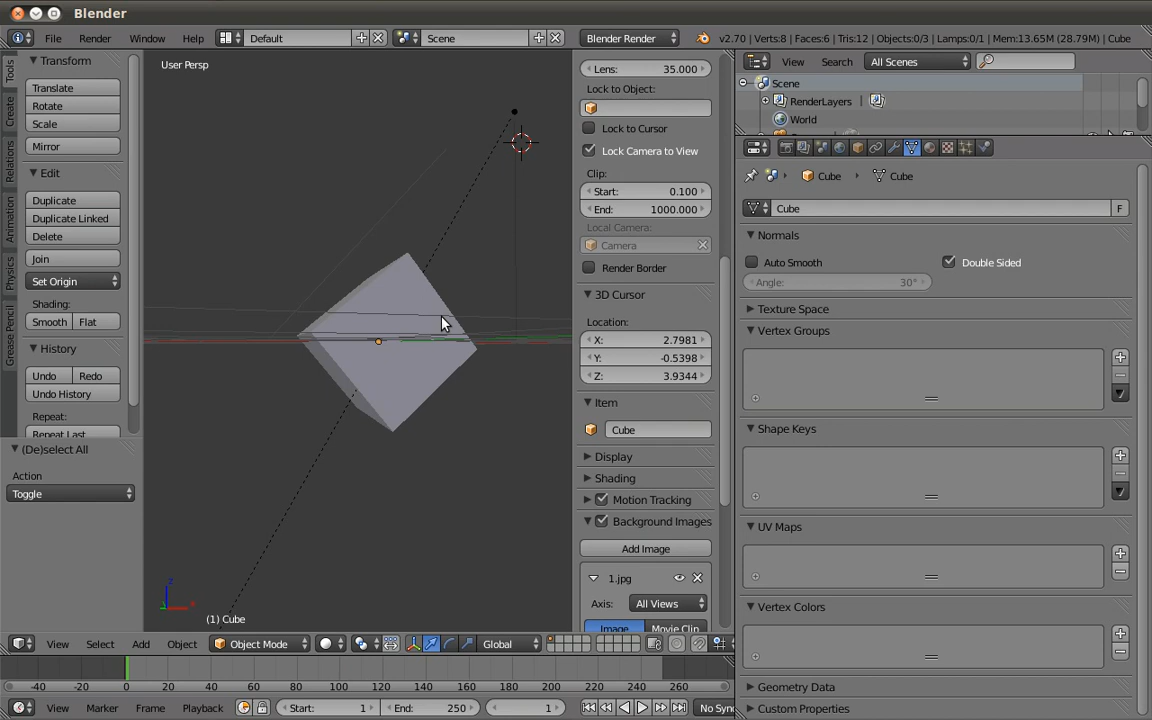 Blender
File Render Window Help Default Scene Blender Render v2.70 | Verts:8 | Faces:6 | Tris:12 | Objects:0/3 | Lamps:0/1 | Mem:13.65M (28.79M) | Cube
Tools
Create
Relations
Animation
Physics
Grease Pencil
Transform
Translate
Rotate
Scale
Mirror
Edit
Duplicate
Duplicate Linked
Delete
Join
Set Origin
Shading:
Smooth Flat
History
Undo Redo
Undo History
Repeat:
Repeat Last
(De)select All
Action
Toggle
User Persp
z
x
(1) Cube
Lens: 35.000
Lock to Object:
Lock to Cursor
Lock Camera to View
Clip:
Start: 0.100
End: 1000.000
Local Camera:
Camera
Render Border
3D Cursor
Location:
X: 2.7981
Y: -0.5398
Z: 3.9344
Item
Cube
Display
Shading
Motion Tracking
Background Images
Add Image
1.jpg
Axis: All Views
Image Movie Clip
View Select Add Object Object Mode Global
-40 -20 0 20 40 60 80 100 120 140 160 180 200 220 240 260
View Marker Frame Playback Start: 1 End: 250 1 No Sync
View Search All Scenes
Scene
RenderLayers
World
Cube Cube
Cube F
Normals
Auto Smooth Double Sided
Angle: 30°
Texture Space
Vertex Groups
Shape Keys
UV Maps
Vertex Colors
Geometry Data
Custom Properties